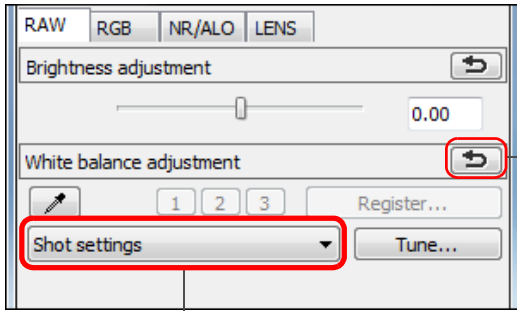 RAW RGB NR/ALO LENS
Brightness adjustment
0.00
White balance adjustment
1 2 3 Register...
Shot settings Tune...